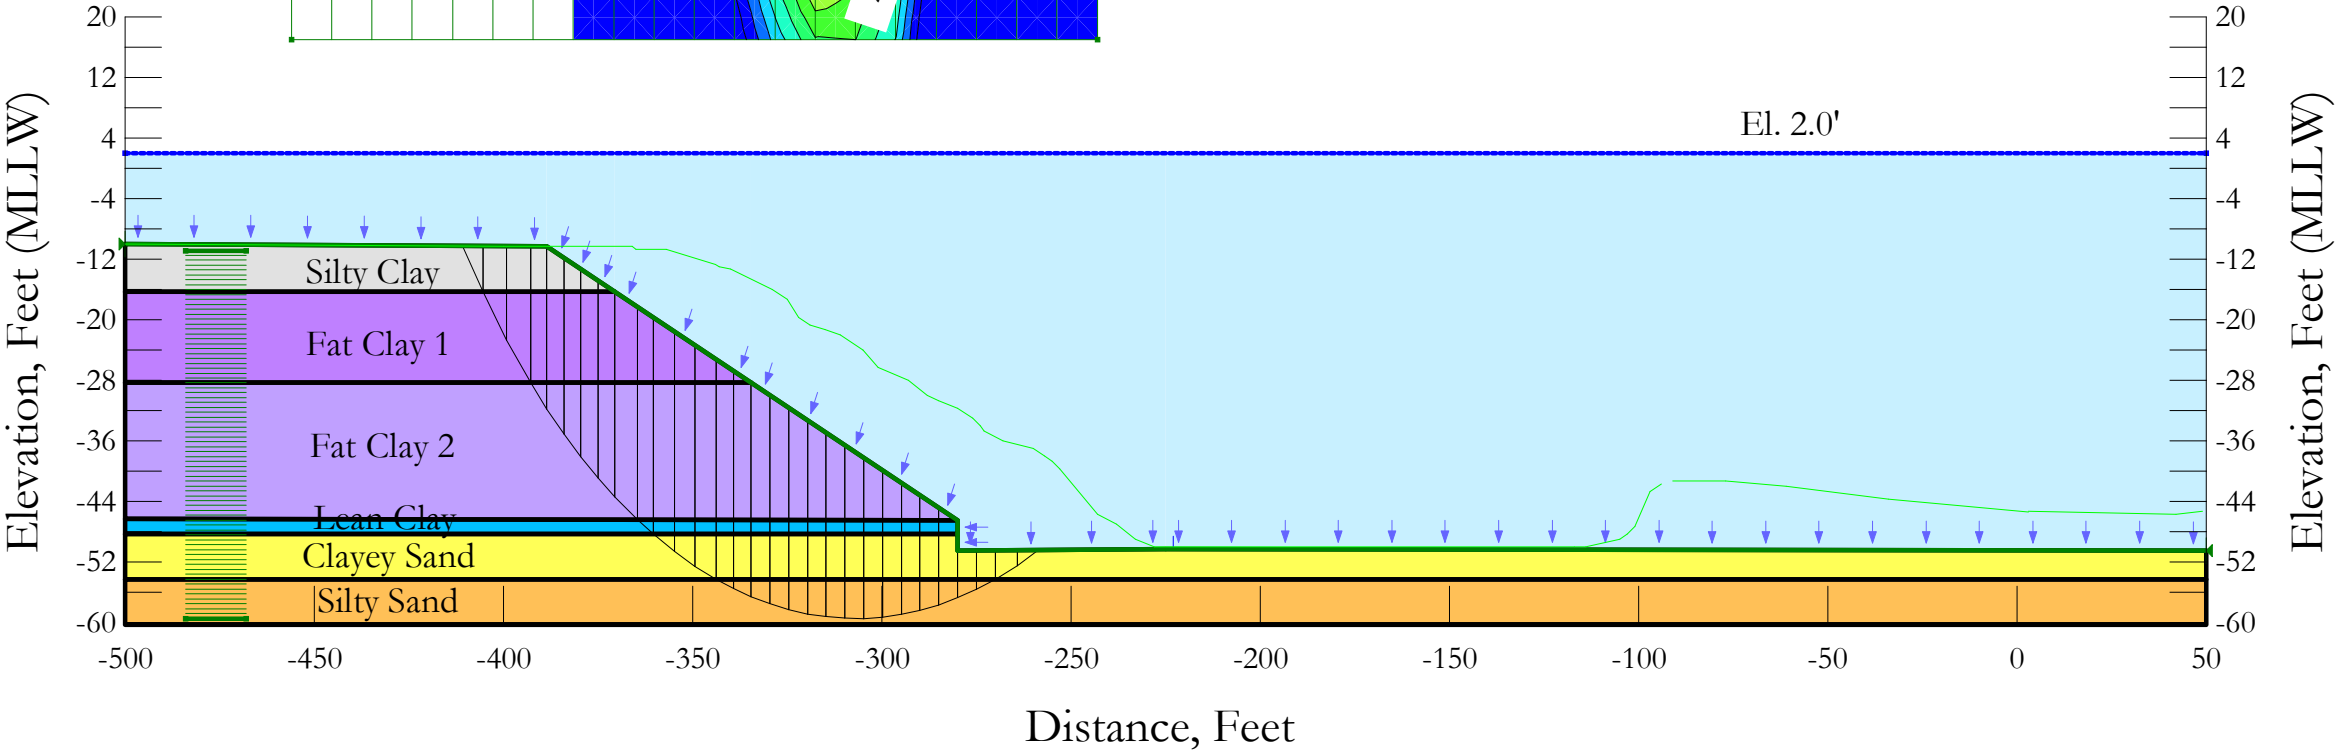 20
12
4
-4
-12
-20
-28
-36
-44
-52
-60
Elevation, Feet (MLLW)
El. 2.0'
Silty Clay
Fat Clay 1
Fat Clay 2
Lean Clay
Clayey Sand
Silty Sand
20
12
4
-4
-12
-20
-28
-36
-44
-52
-60
Elevation, Feet (MLLW)
-500 -450 -400 -350 -300 -250 -200 -150 -100 -50 0 50
Distance, Feet